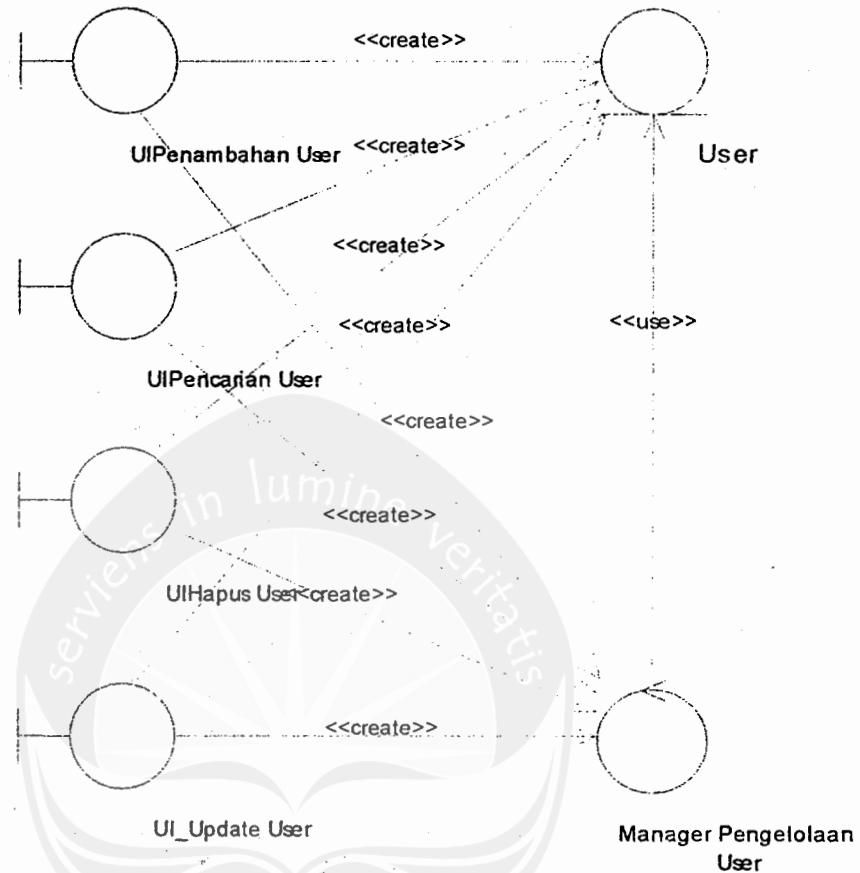 <<create>>
UIPenambahan User
<<create>>
User
<<create>>
<<create>>
<<use>>
UIPencarian User
<<create>>
serviens in lumine veritatis
<<create>>
UIHapus User
<create>>
<<create>>
UI_Update User
Manager Pengelolaan
User